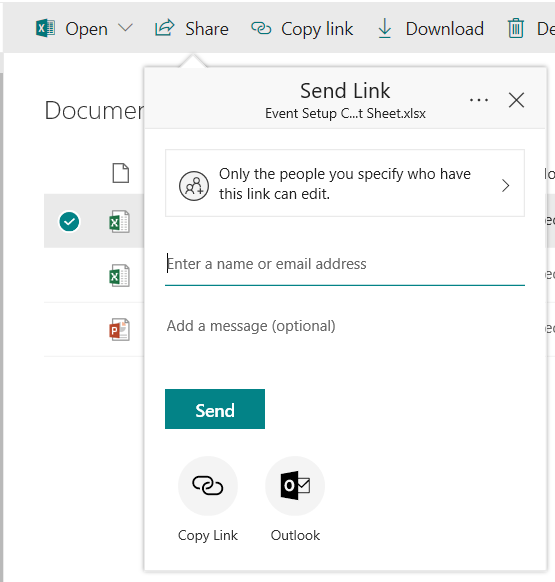 Open Share Copy link Download De
Documen
Send Link
Event Setup C...t Sheet.xlsx
Only the people you specify who have
this link can edit.
Enter a name or email address
Add a message (optional)
Send
Copy Link Outlook